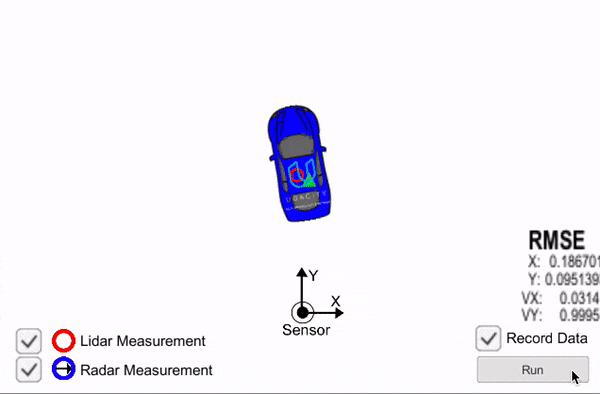 UDACITY
RMSE
X: 0.186701
Y: 0.095139
VX: 0.0314
VY: 0.9995
Y
X
Sensor
Lidar Measurement
Record Data
Radar Measurement
Run